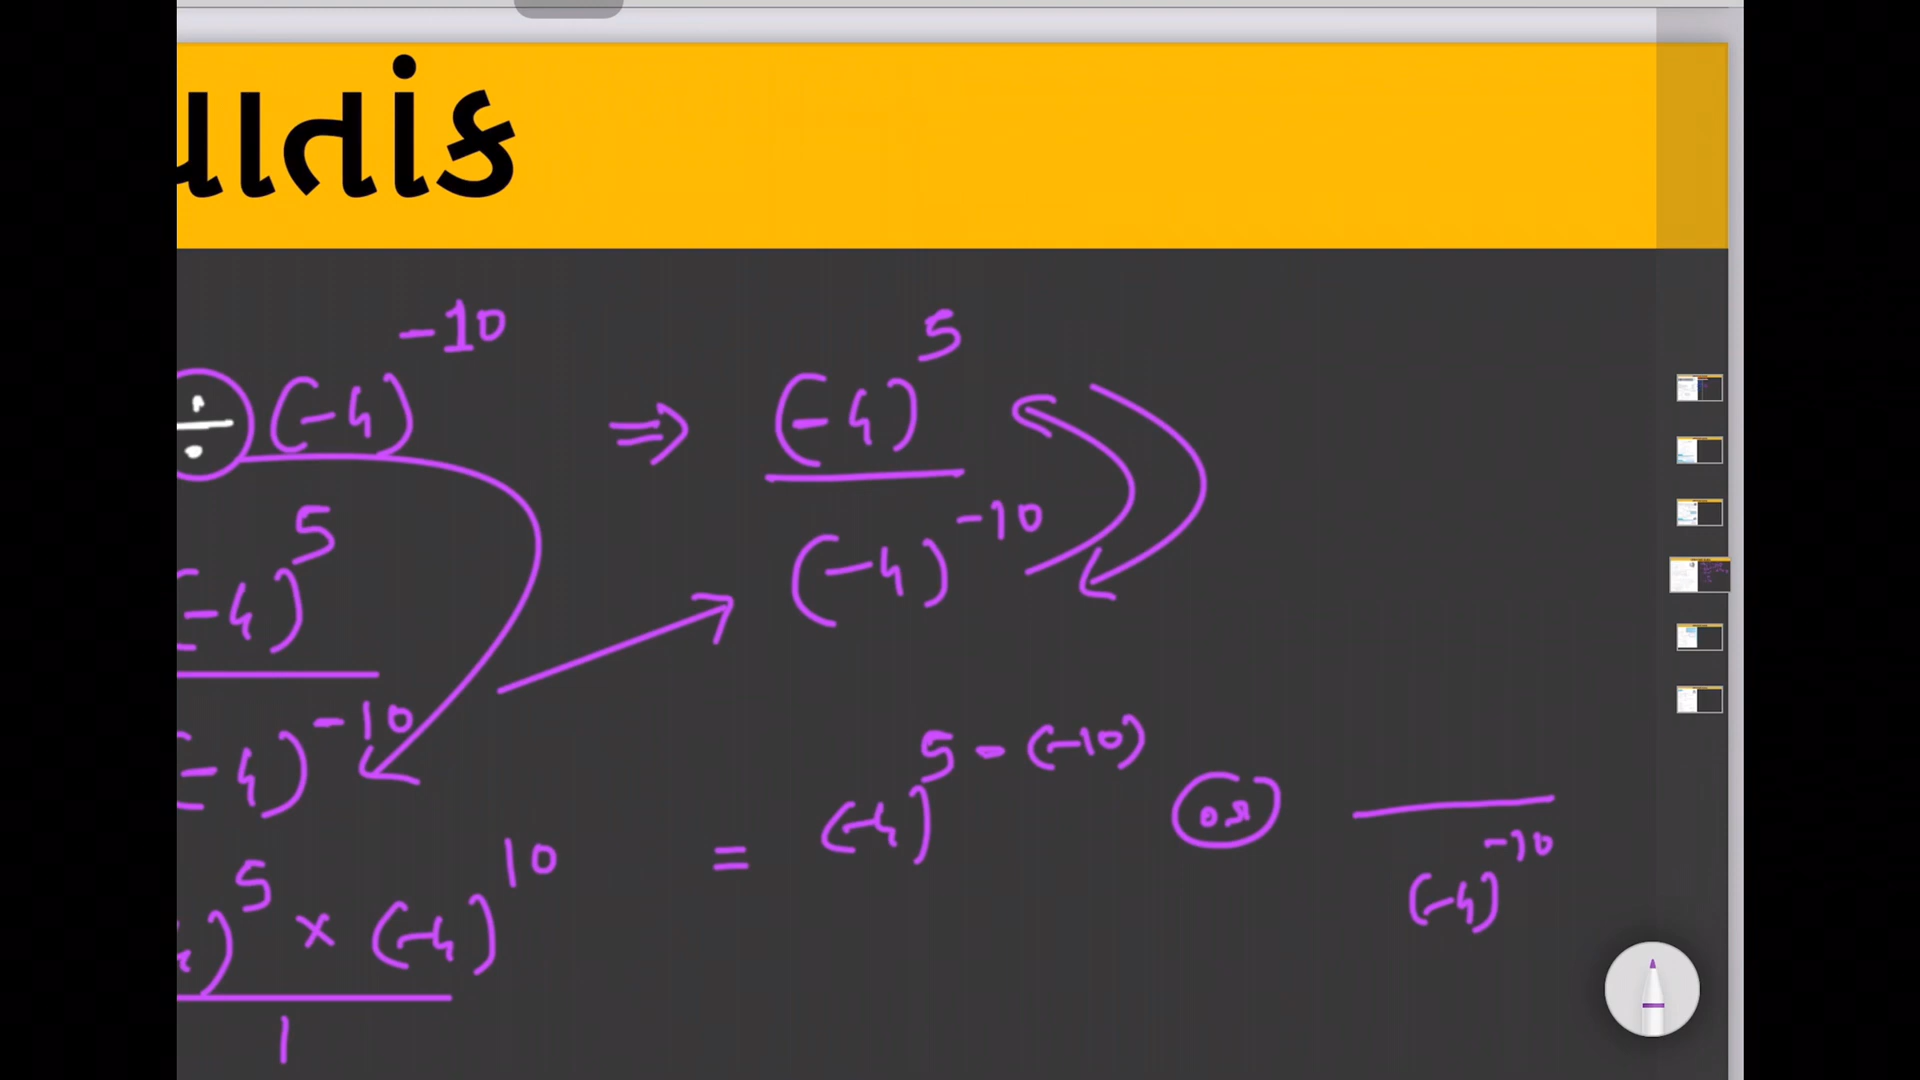 ઘાતાંક
÷ (-4)^-10 ⇒ (-4)^5 / (-4)^-10
(-4)^5 / (-4)^-10
= (-4)^5-(-10) OR / (-4)^-10
)^5 × (-4)^10 / 1